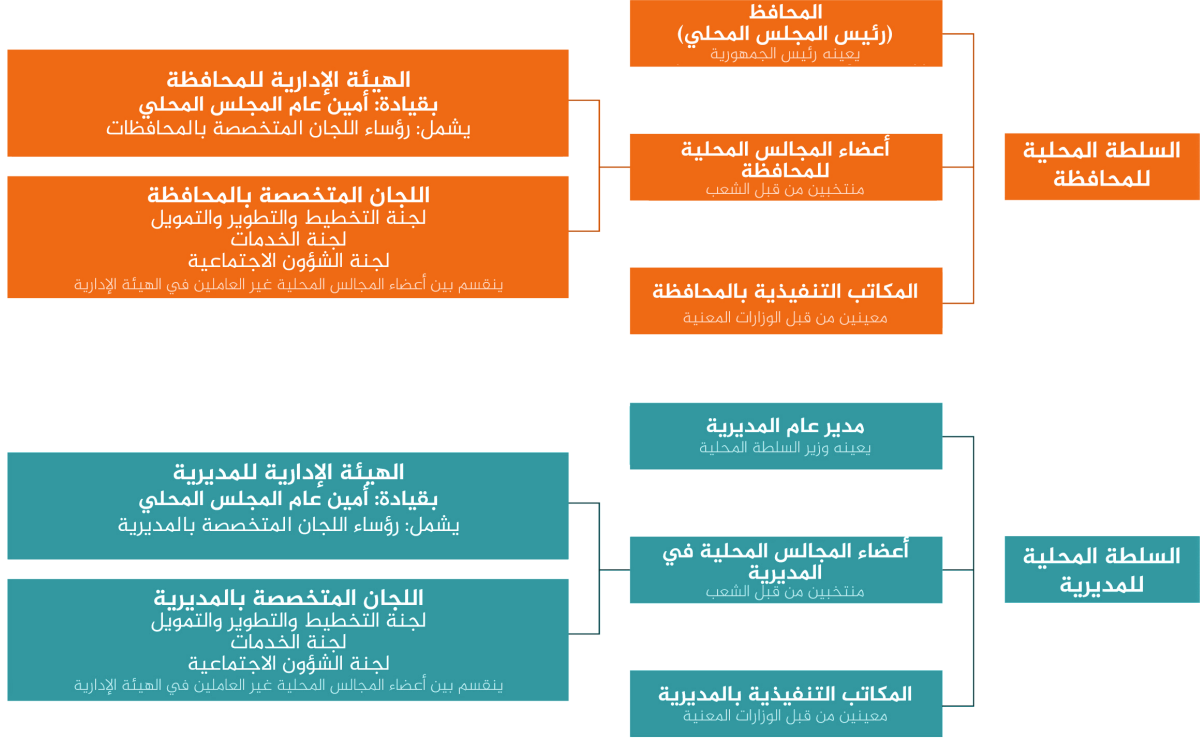 السلطة المحلية
للمحافظة
المحافظ
(رئيس المجلس المحلي)
يعينه رئيس الجمهورية
أعضاء المجالس المحلية
للمحافظة
منتخبين من قبل الشعب
المكاتب التنفيذية بالمحافظة
معينين من قبل الوزارات المعنية
الهيئة الإدارية للمحافظة
بقيادة: أمين عام المجلس المحلي
يشمل: رؤساء اللجان المتخصصة بالمحافظات
اللجان المتخصصة بالمحافظة
لجنة التخطيط والتطوير والتمويل
لجنة الخدمات
لجنة الشؤون الاجتماعية
ينقسم بين أعضاء المجالس المحلية غير العاملين في الهيئة الإدارية
السلطة المحلية
للمديرية
مدير عام المديرية
يعينه وزير السلطة المحلية
أعضاء المجالس المحلية في
المديرية
منتخبين من قبل الشعب
المكاتب التنفيذية بالمديرية
معينين من قبل الوزارات المعنية
الهيئة الإدارية للمديرية
بقيادة: أمين عام المجلس المحلي
يشمل: رؤساء اللجان المتخصصة بالمديرية
اللجان المتخصصة بالمديرية
لجنة التخطيط والتطوير والتمويل
لجنة الخدمات
لجنة الشؤون الاجتماعية
ينقسم بين أعضاء المجالس المحلية غير العاملين في الهيئة الإدارية